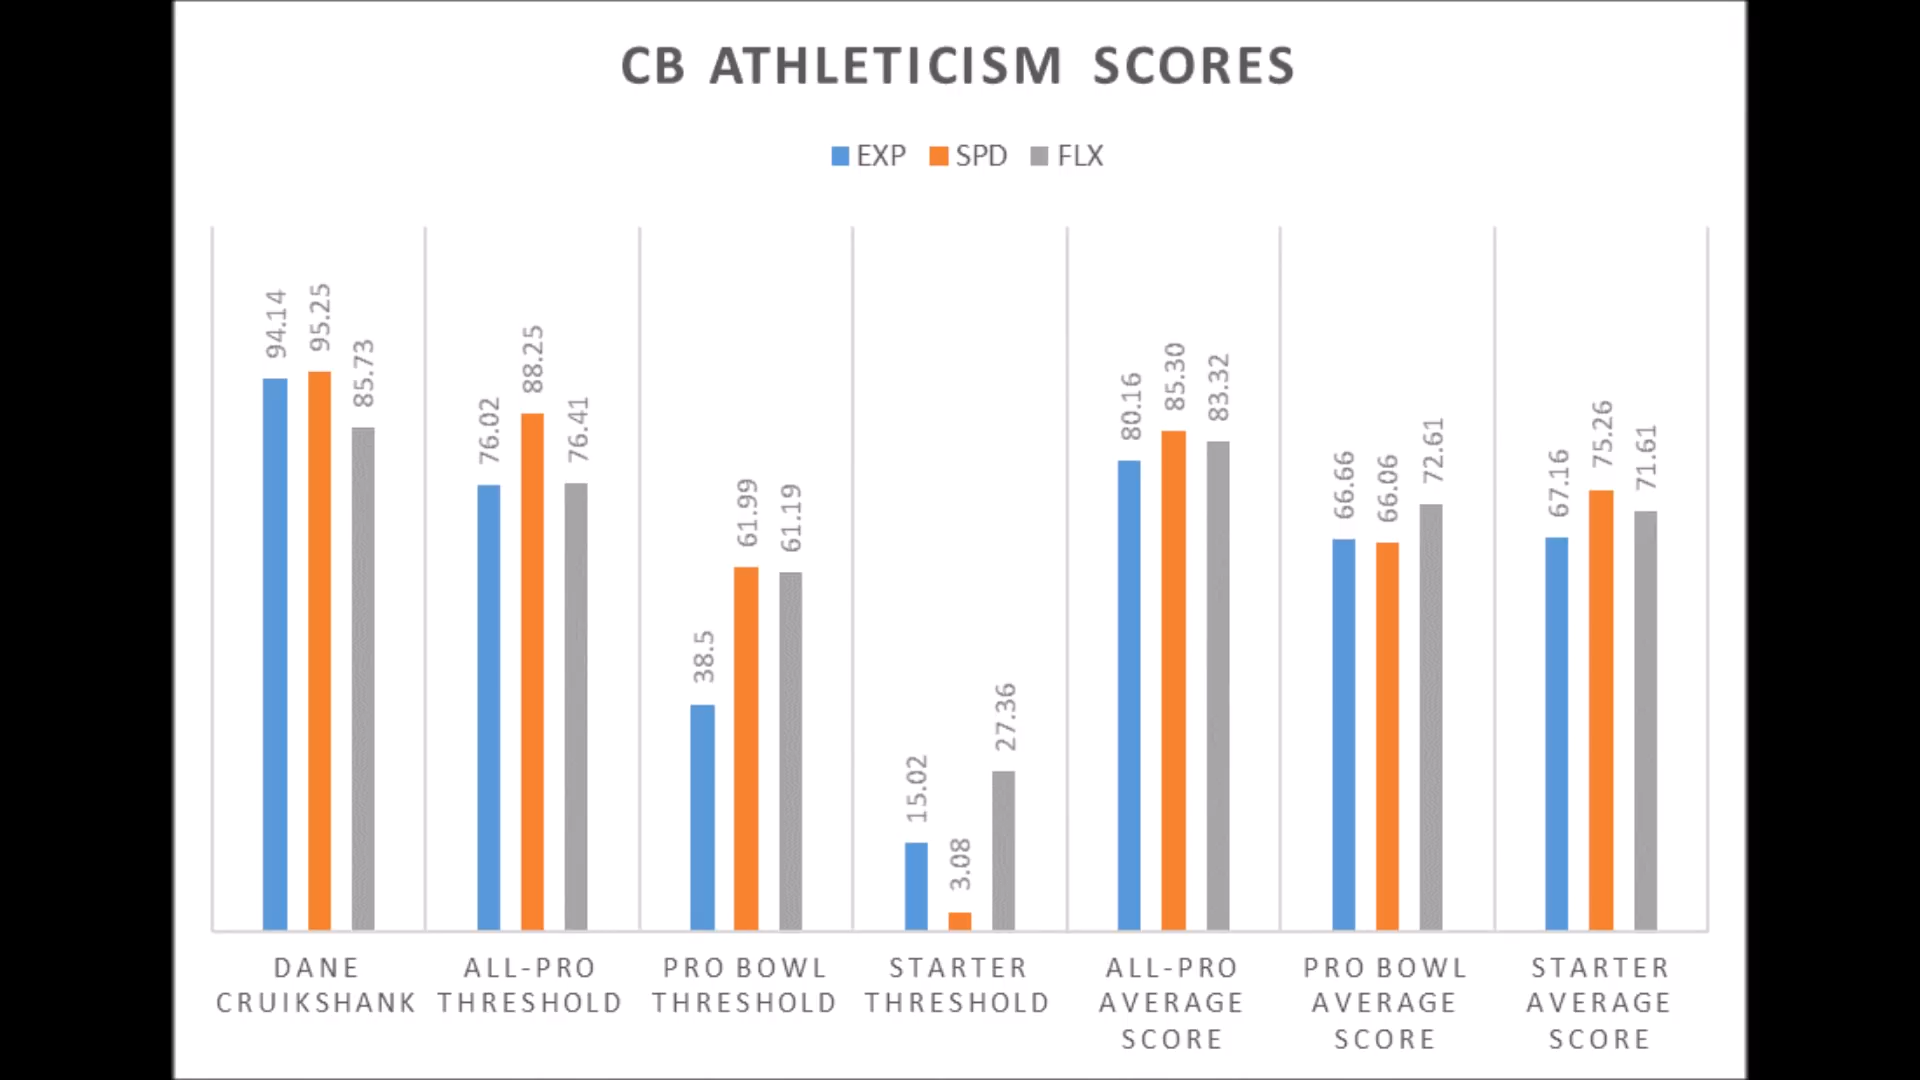 CB ATHLETICISM SCORES
EXP SPD FLX
94.14
95.25
85.73
76.02
88.25
76.41
38.5
61.99
61.19
15.02
3.08
27.36
80.16
85.30
83.32
66.66
66.06
72.61
67.16
75.26
71.61
DANE
CRUIKSHANK
ALL-PRO
THRESHOLD
PRO BOWL
THRESHOLD
STARTER
THRESHOLD
ALL-PRO
AVERAGE
SCORE
PRO BOWL
AVERAGE
SCORE
STARTER
AVERAGE
SCORE